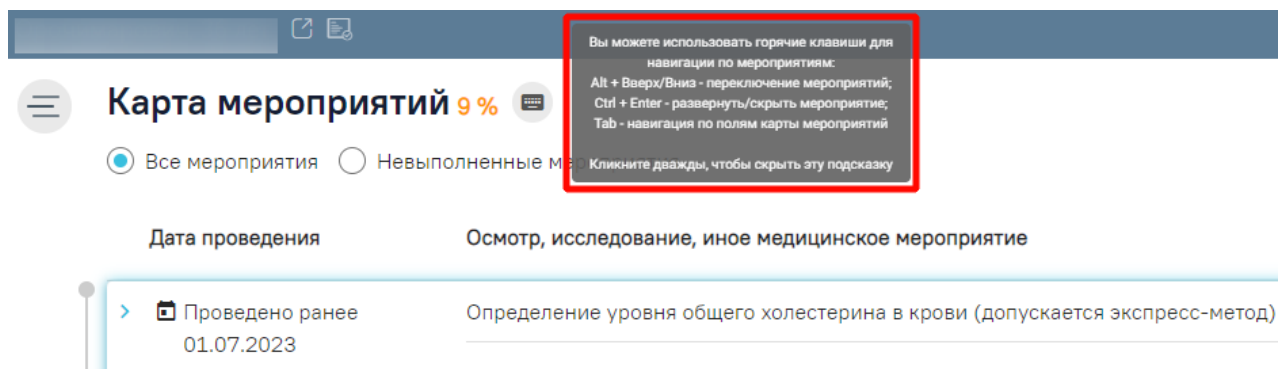 Вы можете использовать горячие клавиши для
навигации по мероприятиям:
Alt + Вверх/Вниз - переключение мероприятий;
Ctrl + Enter - развернуть/скрыть мероприятие;
Tab - навигация по полям карты мероприятий
Кликните дважды, чтобы скрыть эту подсказку
Карта мероприятий 9 %
Все мероприятия Невыполненные
Дата проведения Осмотр, исследование, иное медицинское мероприятие
Проведено ранее Определение уровня общего холестерина в крови (допускается экспресс-метод)
01.07.2023